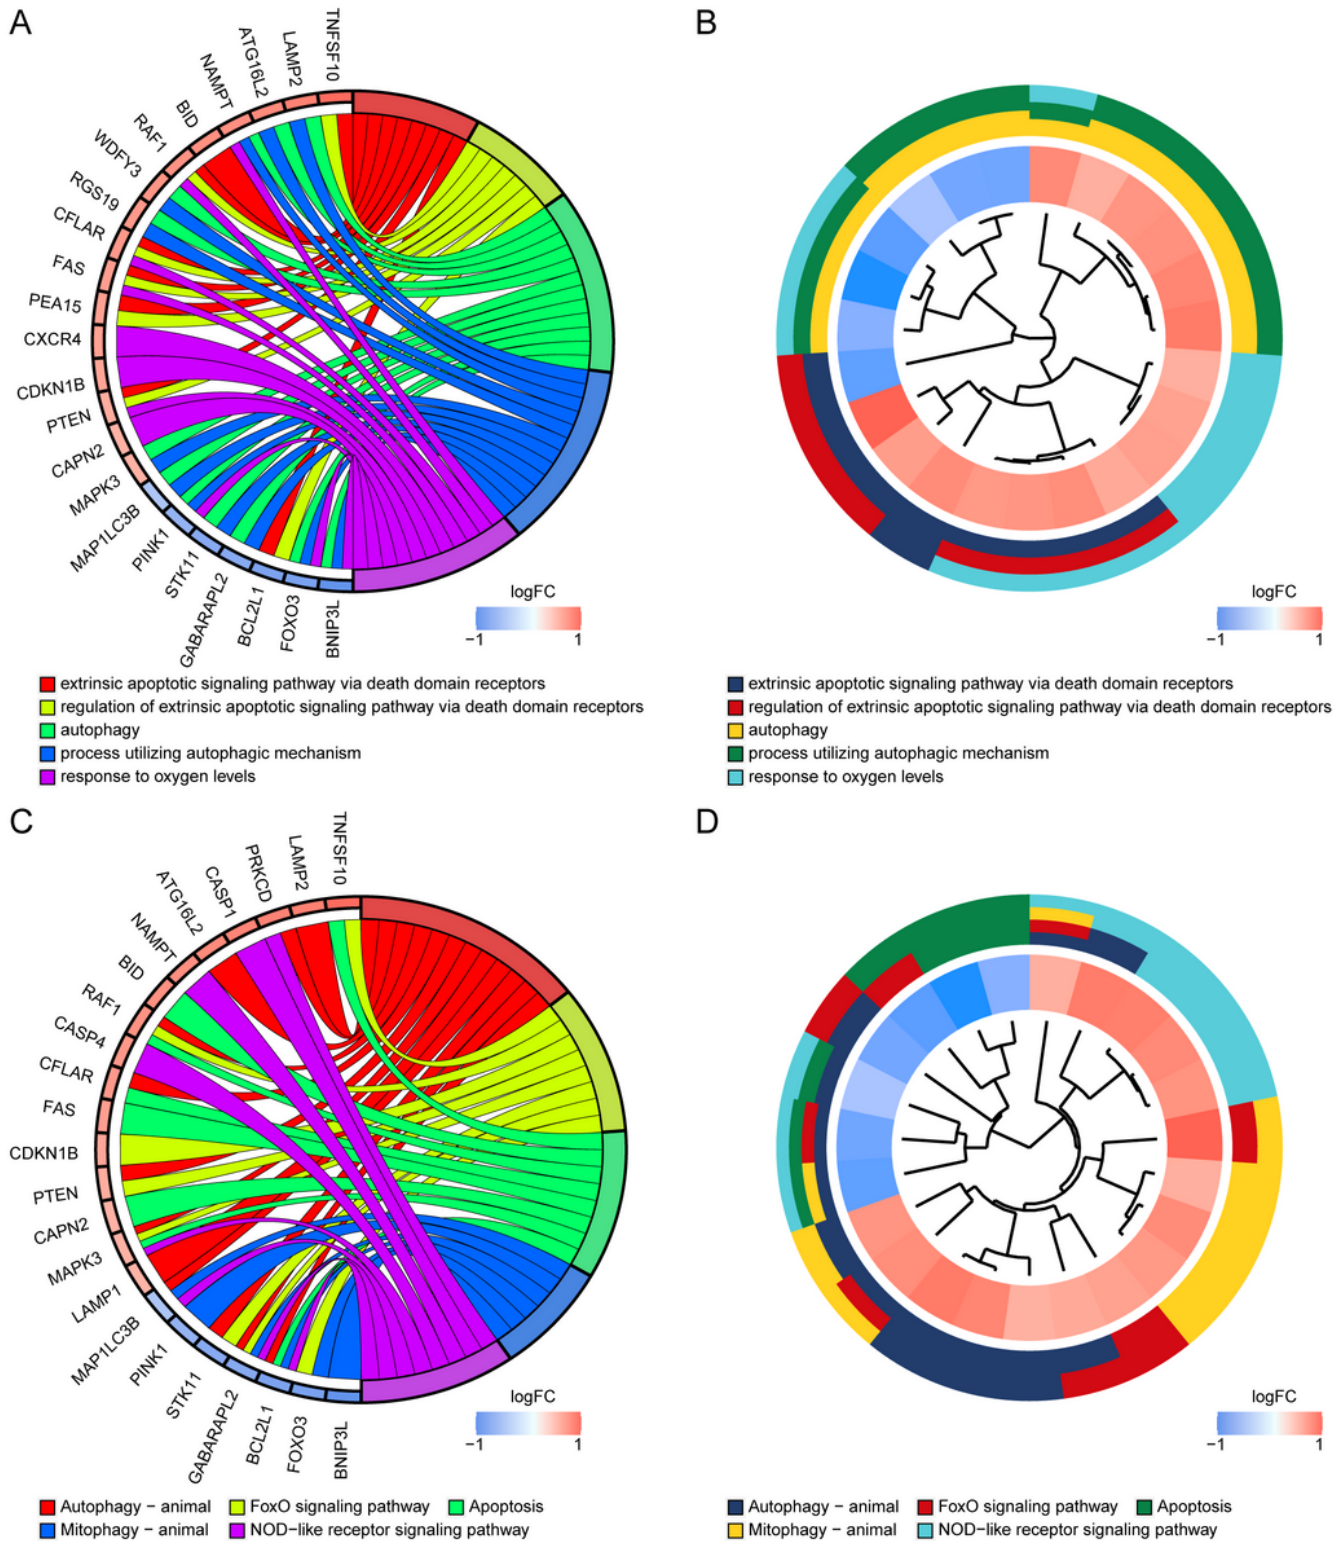 A
TNFSF10
LAMP2
ATG16L2
NAMPT
BID
RAF1
WDFY3
RGS19
CFLAR
FAS
PEA15
CXCR4
CDKN1B
PTEN
CAPN2
MAPK3
MAP1LC3B
PINK1
STK11
GABARAPL2
BCL2L1
FOXO3
BNIP3L
logFC
−1 1
extrinsic apoptotic signaling pathway via death domain receptors
regulation of extrinsic apoptotic signaling pathway via death domain receptors
autophagy
process utilizing autophagic mechanism
response to oxygen levels
B
logFC
−1 1
extrinsic apoptotic signaling pathway via death domain receptors
regulation of extrinsic apoptotic signaling pathway via death domain receptors
autophagy
process utilizing autophagic mechanism
response to oxygen levels
C
TNFSF10
LAMP2
PRKCD
CASP1
ATG16L2
NAMPT
BID
RAF1
CASP4
CFLAR
FAS
CDKN1B
PTEN
CAPN2
MAPK3
LAMP1
MAP1LC3B
PINK1
STK11
GABARAPL2
BCL2L1
FOXO3
BNIP3L
logFC
−1 1
Autophagy − animal FoxO signaling pathway Apoptosis
Mitophagy − animal NOD−like receptor signaling pathway
D
logFC
−1 1
Autophagy − animal FoxO signaling pathway Apoptosis
Mitophagy − animal NOD−like receptor signaling pathway